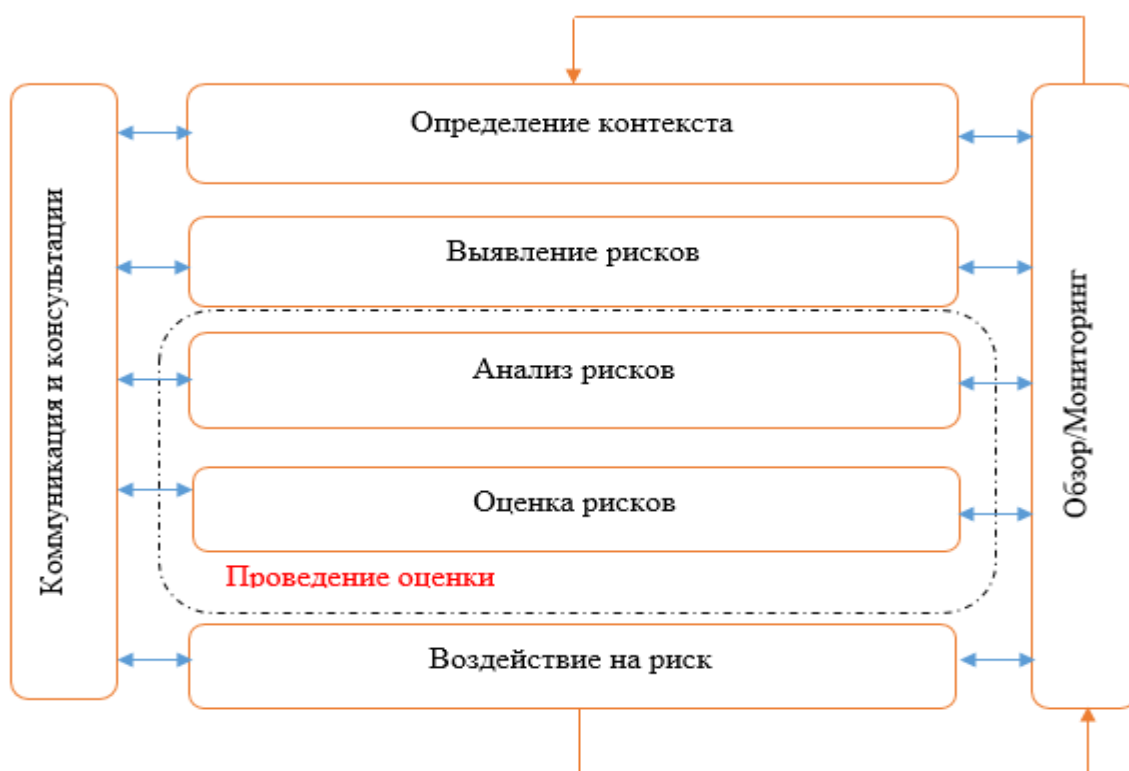 Коммуникация и консультации
Определение контекста
Выявление рисков
Анализ рисков
Оценка рисков
Проведение оценки
Воздействие на риск
Обзор/Мониторинг